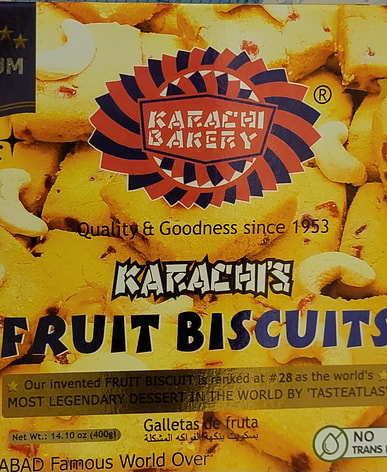 UM
KARACHI
BAKERY
®
Quality & Goodness since 1953
KARACHI'S
FRUIT BISCUITS
Our invented FRUIT BISCUIT is ranked at #28 as the world's
MOST LEGENDARY DESSERT IN THE WORLD BY 'TASTEATLAS'
Galletas de fruta
بسكويت بنكهة الفواكه المشكلة
Net Wt.: 14.10 oz (400g)
NO
TRANS
ABAD Famous World Over